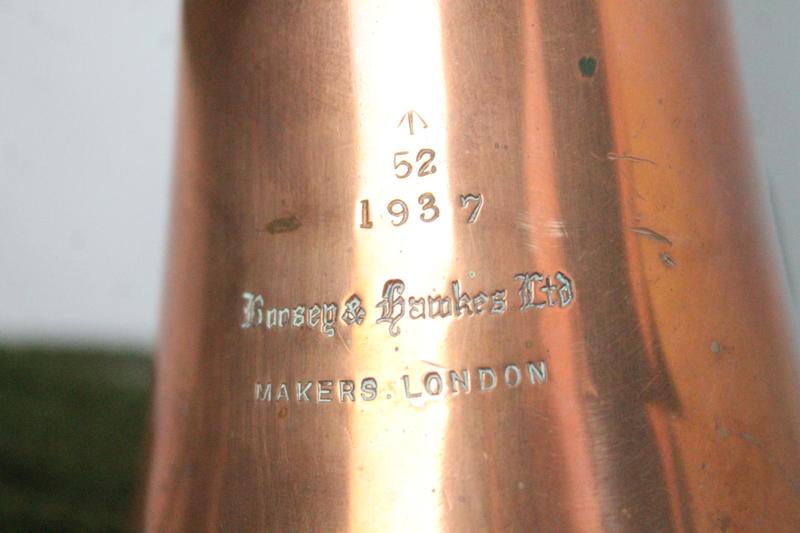 52
1937
Boosey & Hawkes Ltd
MAKERS. LONDON